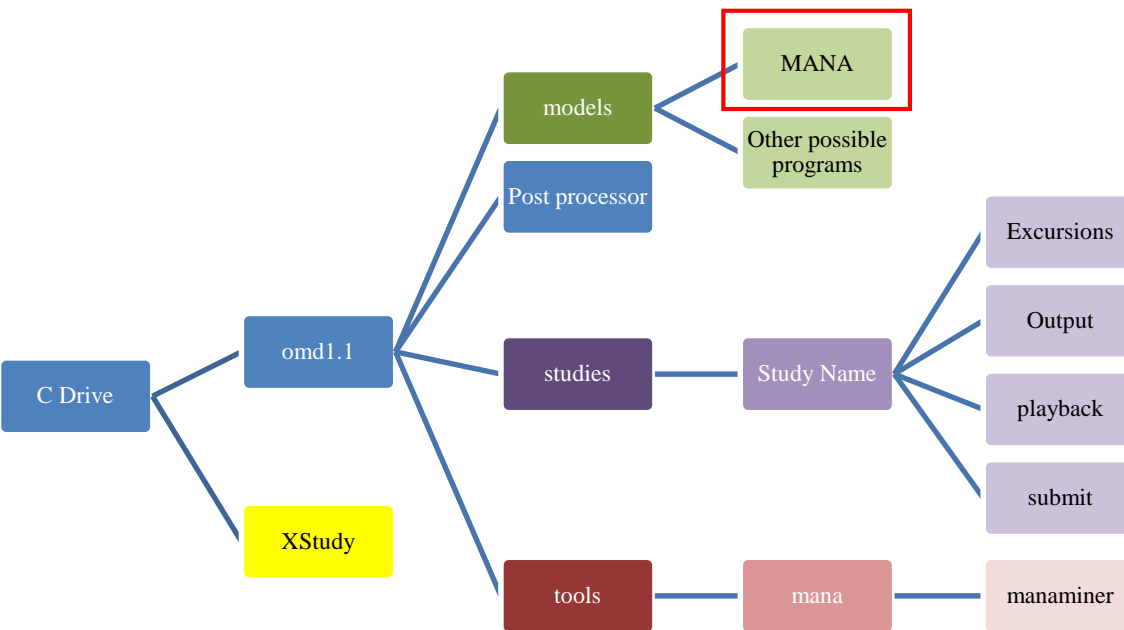 MANA
models
Other possible
programs
Post processor
Excursions
Output
omd1.1
studies
Study Name
C Drive
playback
submit
XStudy
tools
mana
manaminer